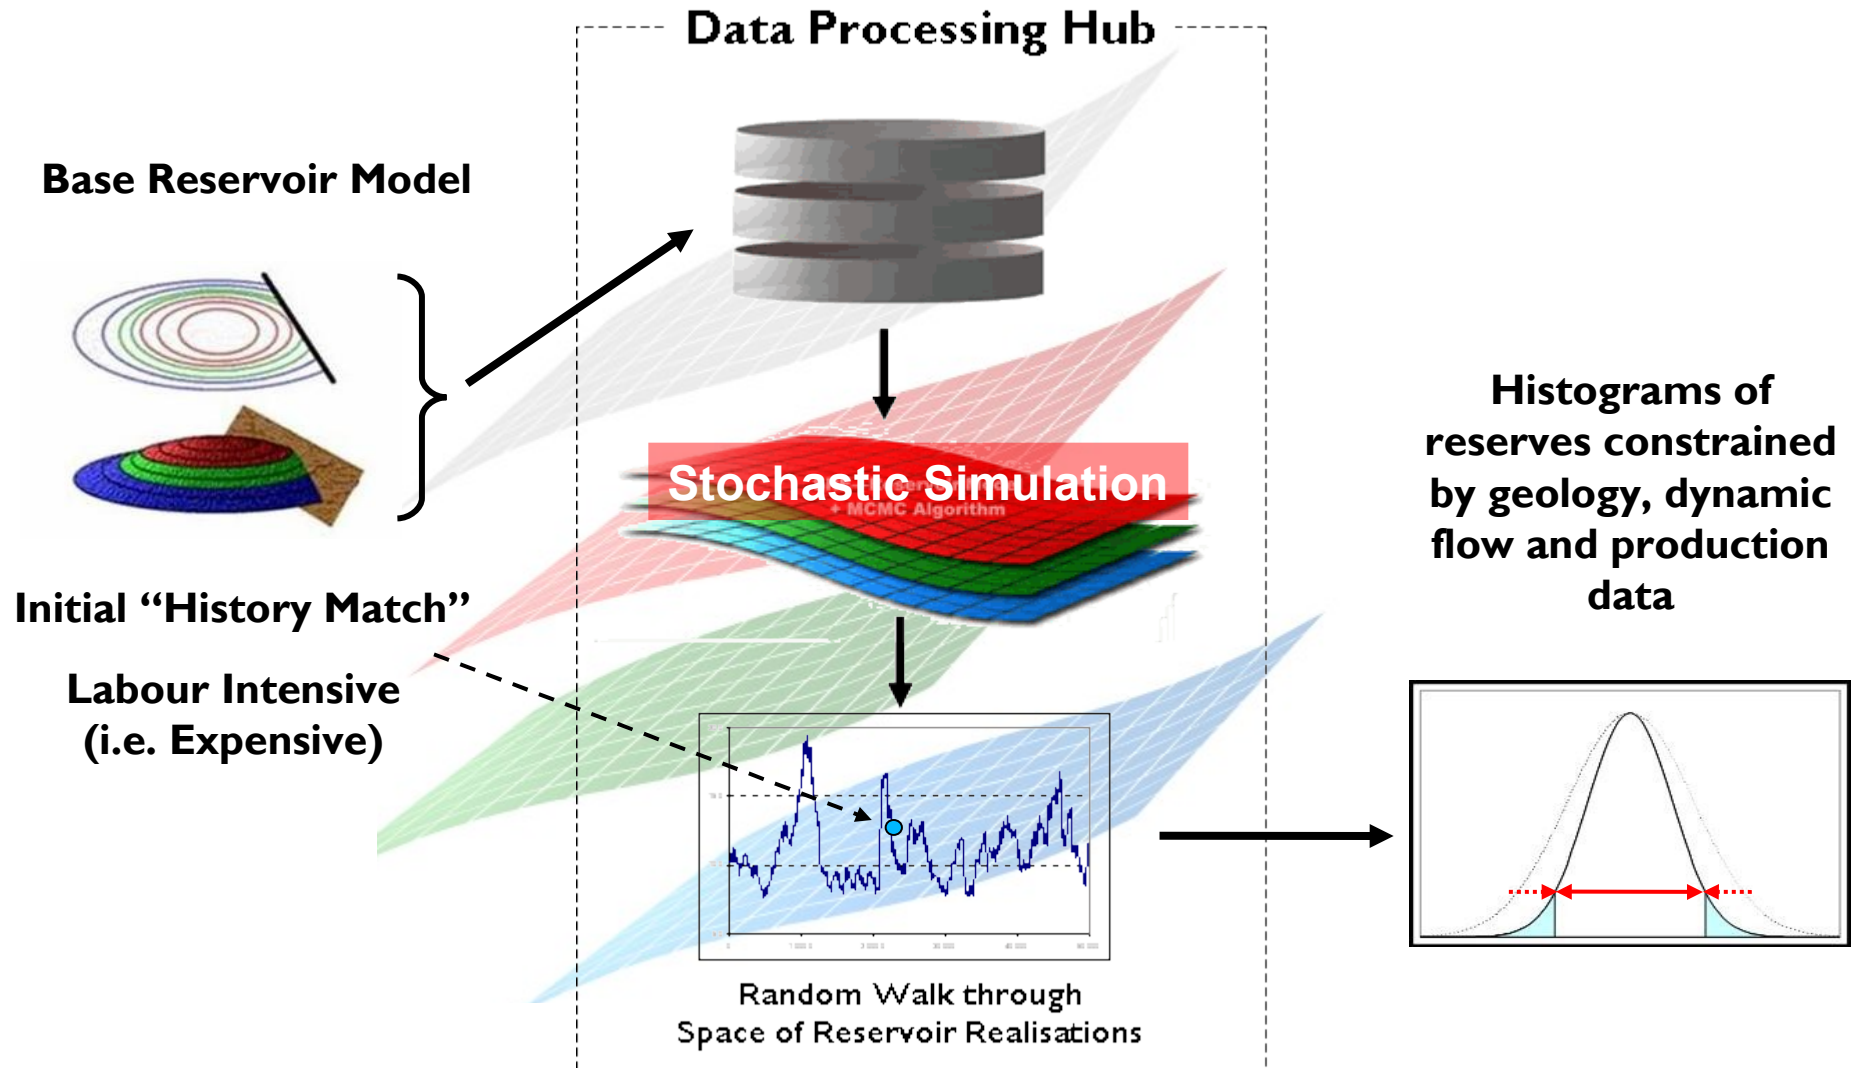 Data Processing Hub
Base Reservoir Model
Stochastic Simulation
+ MCMC Algorithm
Initial “History Match”
Labour Intensive
(i.e. Expensive)
Random Walk through
Space of Reservoir Realisations
Histograms of
reserves constrained
by geology, dynamic
flow and production
data